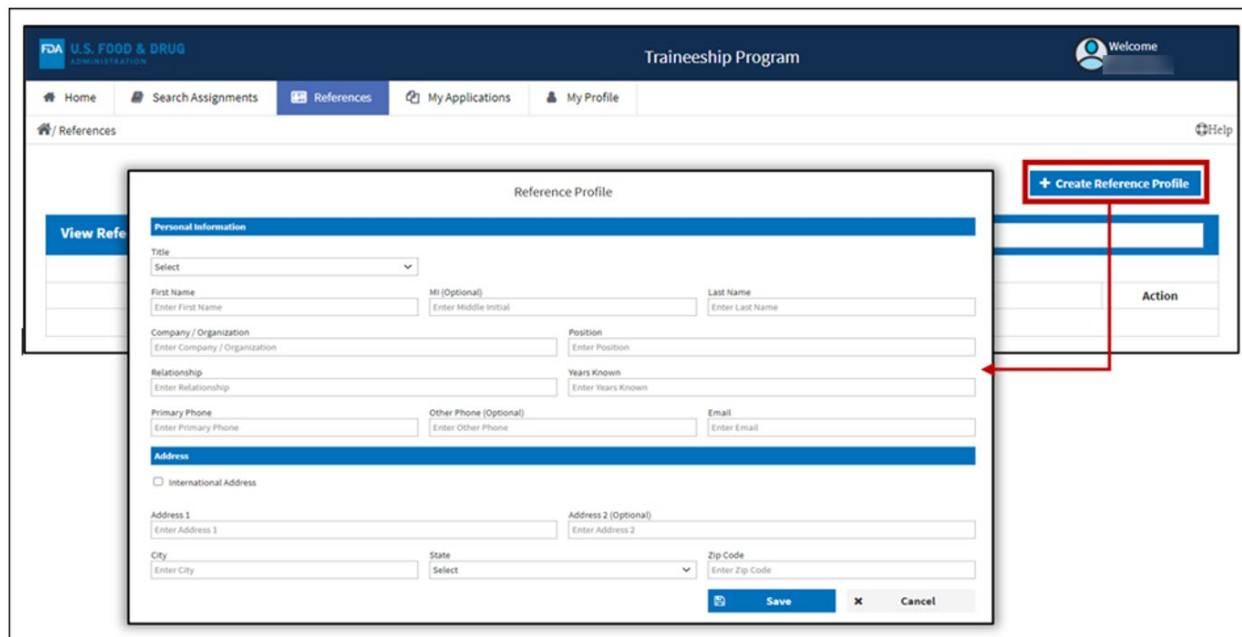 FDA U.S. FOOD & DRUG
ADMINISTRATION
Traineeship Program
Welcome
Home Search Assignments References My Applications My Profile
/ References
Help
+ Create Reference Profile
View Refe
Action
Reference Profile
Personal Information
Title
Select
First Name MI (Optional) Last Name
Enter First Name Enter Middle Initial Enter Last Name
Company / Organization Position
Enter Company / Organization Enter Position
Relationship Years Known
Enter Relationship Enter Years Known
Primary Phone Other Phone (Optional) Email
Enter Primary Phone Enter Other Phone Enter Email
Address
International Address
Address 1 Address 2 (Optional)
Enter Address 1 Enter Address 2
City State Zip Code
Enter City Select Enter Zip Code
Save Cancel